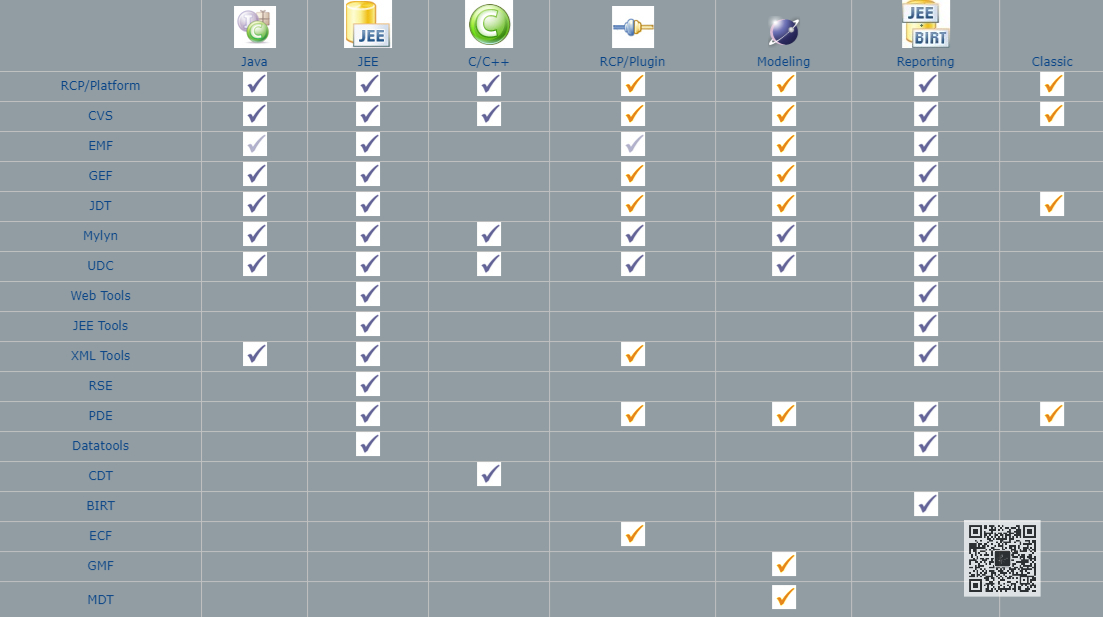 JEE
JEE
BIRT
Java
JEE
C/C++
RCP/Plugin
Modeling
Reporting
Classic
RCP/Platform
CVS
EMF
GEF
JDT
Mylyn
UDC
Web Tools
JEE Tools
XML Tools
RSE
PDE
Datatools
CDT
BIRT
ECF
GMF
MDT